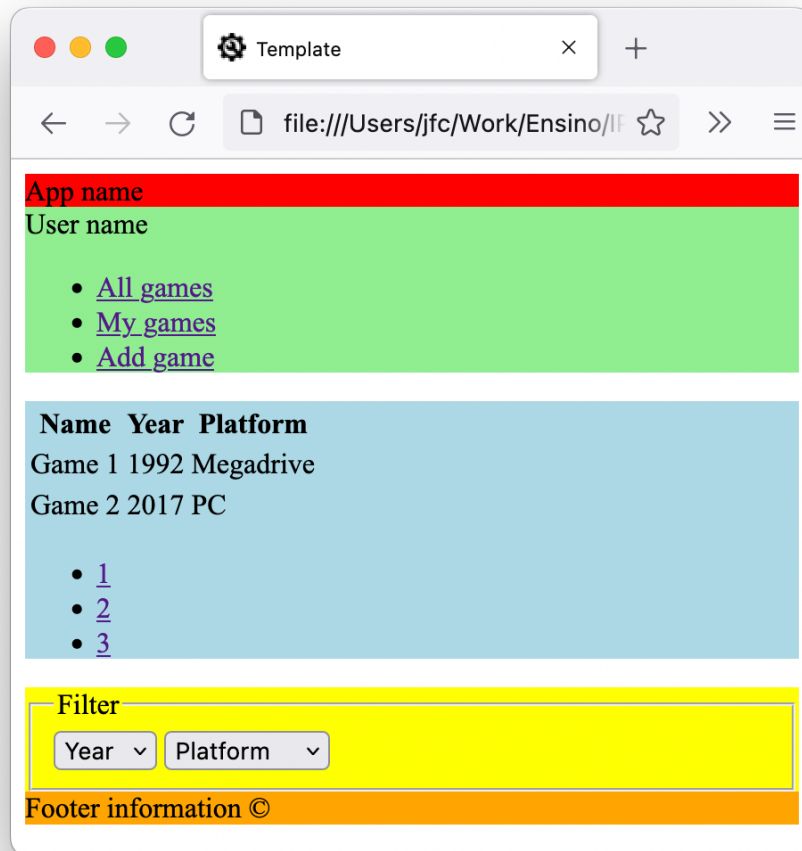 Template
file:///Users/jfc/Work/Ensino/
App name
User name
All games
My games
Add game
Name Year Platform
Game 1 1992 Megadrive
Game 2 2017 PC
1
2
3
Filter
Year Platform
Footer information ©